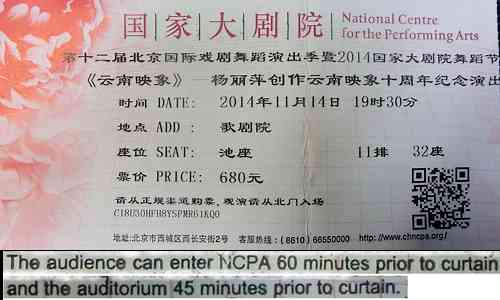 国家大剧院 National Centre
for the Performing Arts
第十二届北京国际戏剧舞蹈演出季暨2014国家大剧院舞蹈节
《云南映象》—杨丽萍创作云南映象十周年纪念演出
时间 DATE: 2014年11月14日 19时30分
地点 ADD : 歌剧院
座位 SEAT: 池座 11排 32座
票价 PRICE: 680元
请从正规渠道购票，观演请从北门入场
C18U30HFH8YSPMR61KQ0
地址:北京市西城区西长安街2号 客服热线:(8610) 66550000 http://www.chncpa.org/
The audience can enter NCPA 60 minutes prior to curtain
and the auditorium 45 minutes prior to curtain.